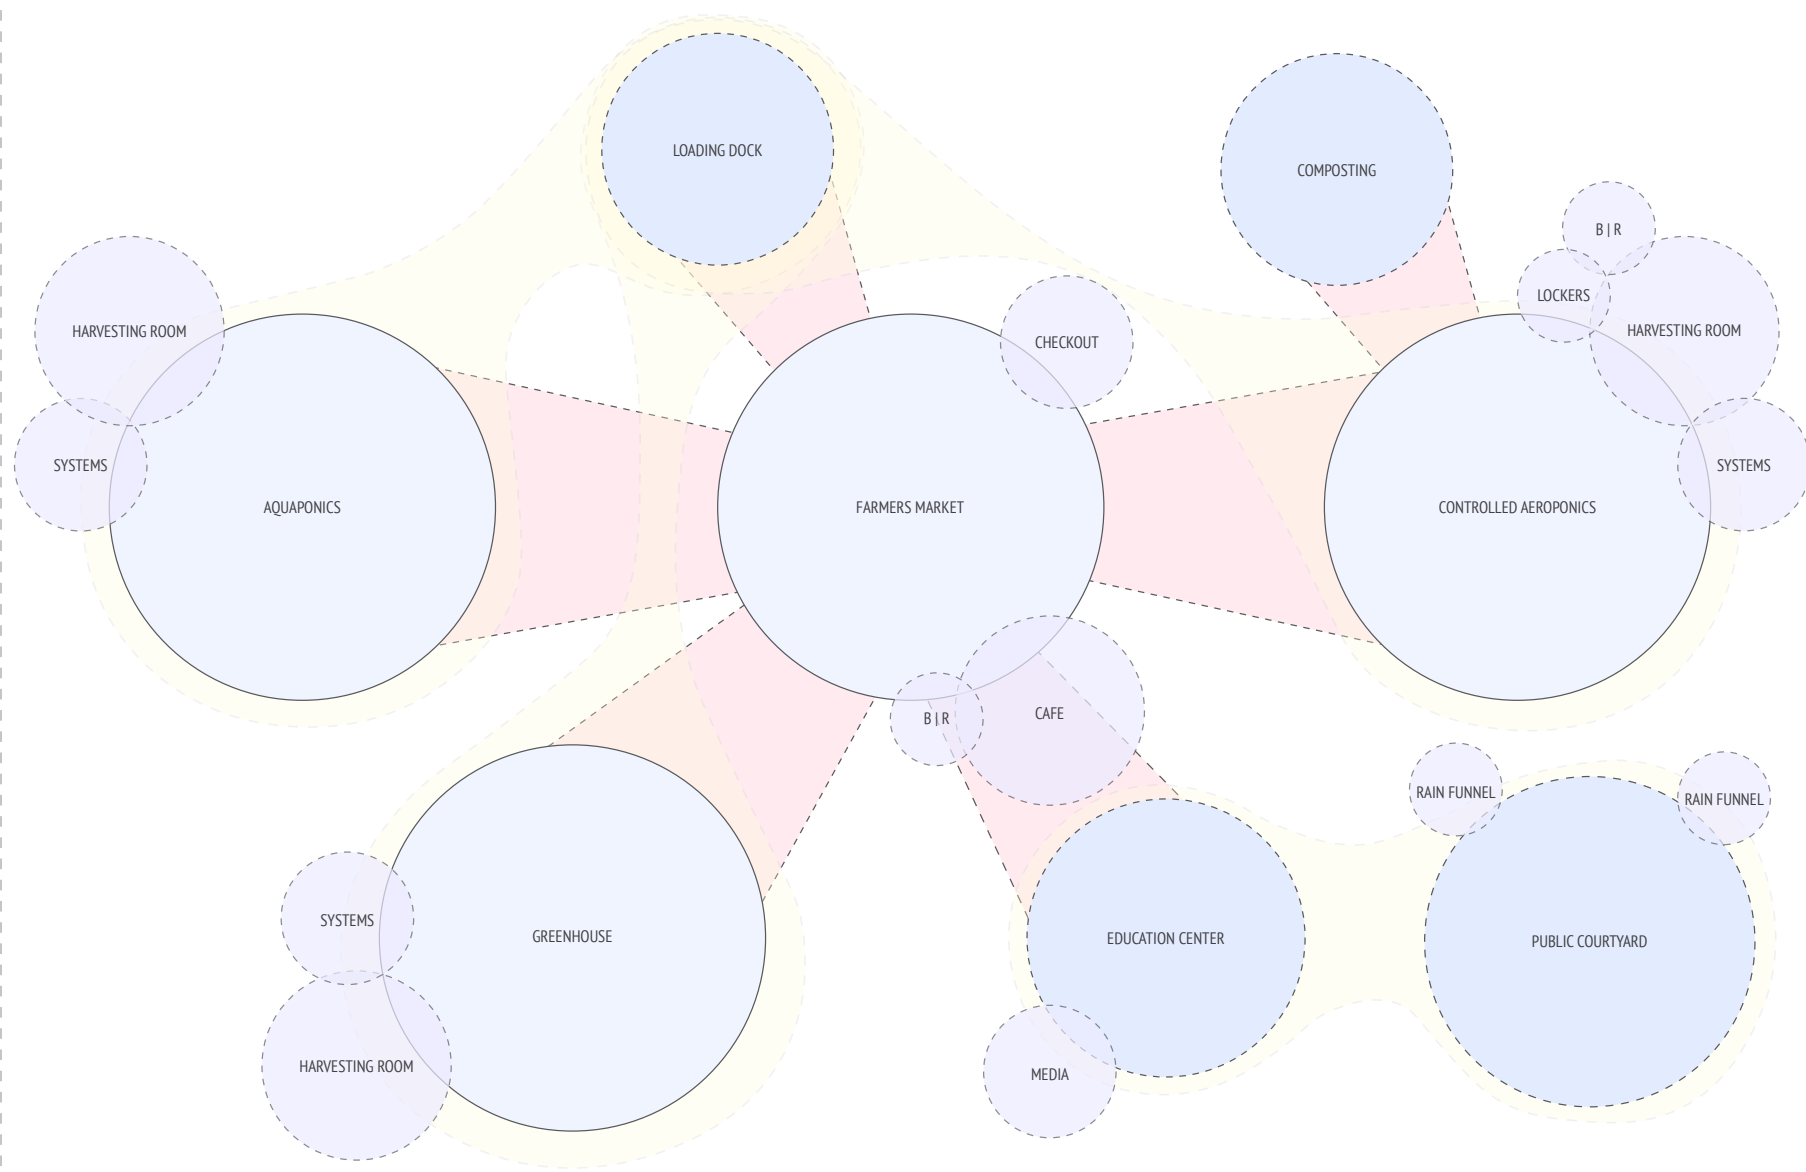 LOADING DOCK
COMPOSTING
B | R
LOCKERS
HARVESTING ROOM
HARVESTING ROOM
CHECKOUT
SYSTEMS
SYSTEMS
AQUAPONICS
FARMERS MARKET
CONTROLLED AEROPONICS
B | R
CAFE
RAIN FUNNEL
RAIN FUNNEL
SYSTEMS
GREENHOUSE
EDUCATION CENTER
PUBLIC COURTYARD
HARVESTING ROOM
MEDIA